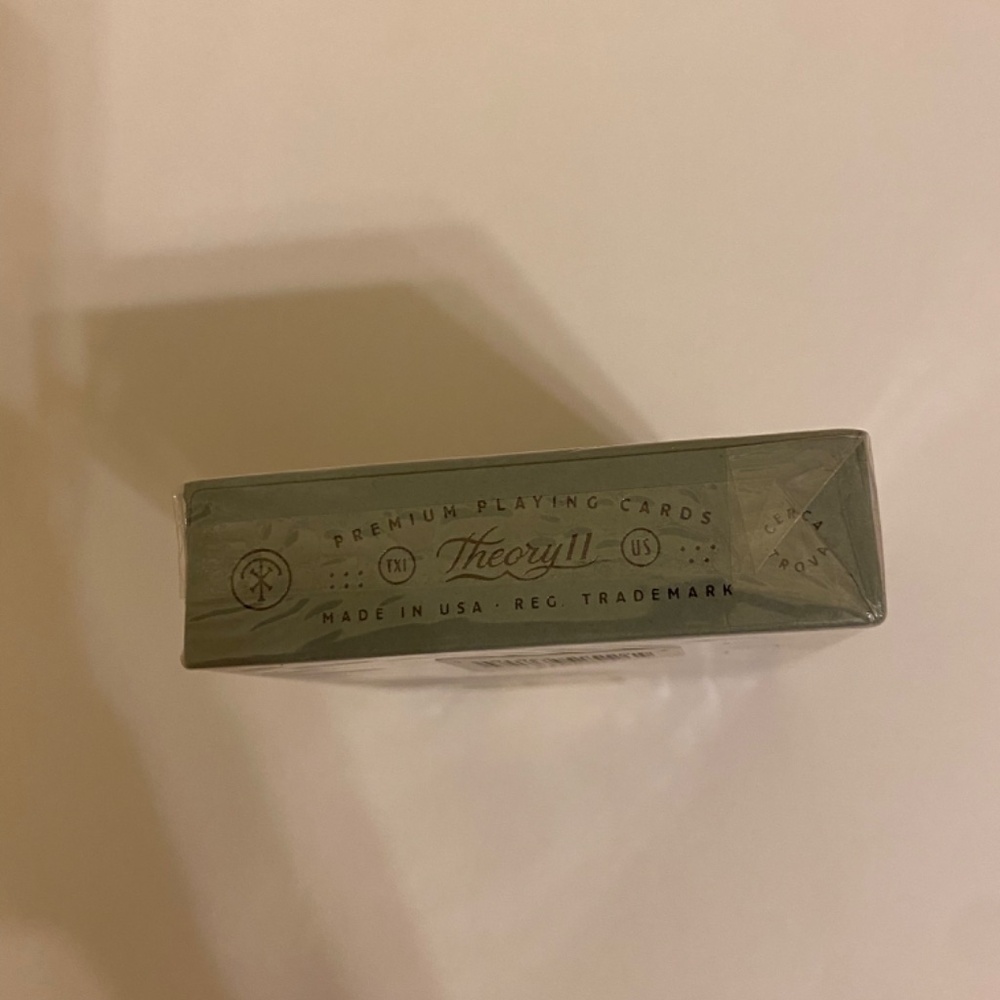 PREMIUM PLAYING CARDS
TXI
Theory11
US
MADE IN USA · REG. TRADEMARK
CERCA
TROVA